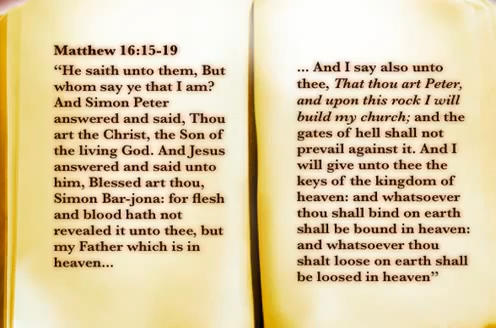 Matthew 16:15-19
“He saith unto them, But
whom say ye that I am?
And Simon Peter
answered and said, Thou
art the Christ, the Son of
the living God. And Jesus
answered and said unto
him, Blessed art thou,
Simon Bar-jona: for flesh
and blood hath not
revealed it unto thee, but
my Father which is in
heaven...
... And I say also unto
thee, That thou art Peter,
and upon this rock I will
build my church; and the
gates of hell shall not
prevail against it. And I
will give unto thee the
keys of the kingdom of
heaven: and whatsoever
thou shalt bind on earth
shall be bound in heaven:
and whatsoever thou
shalt loose on earth shall
be loosed in heaven”